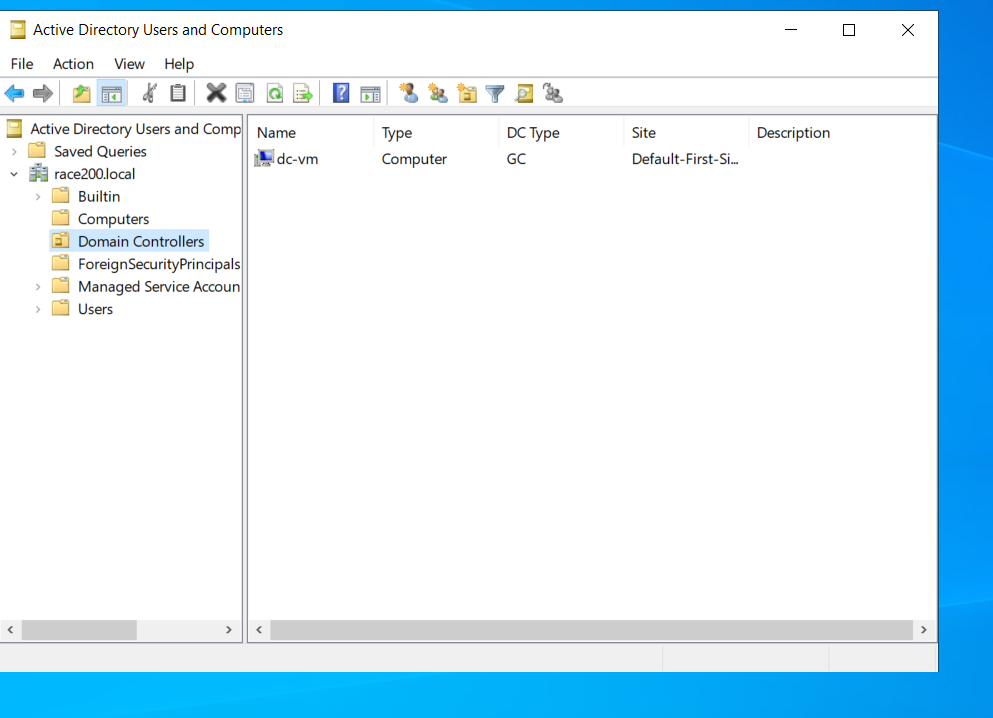 Active Directory Users and Computers
File Action View Help
Active Directory Users and Comp
Saved Queries
race200.local
Builtin
Computers
Domain Controllers
ForeignSecurityPrincipals
Managed Service Accoun
Users
Name Type DC Type Site Description
dc-vm Computer GC Default-First-Si...